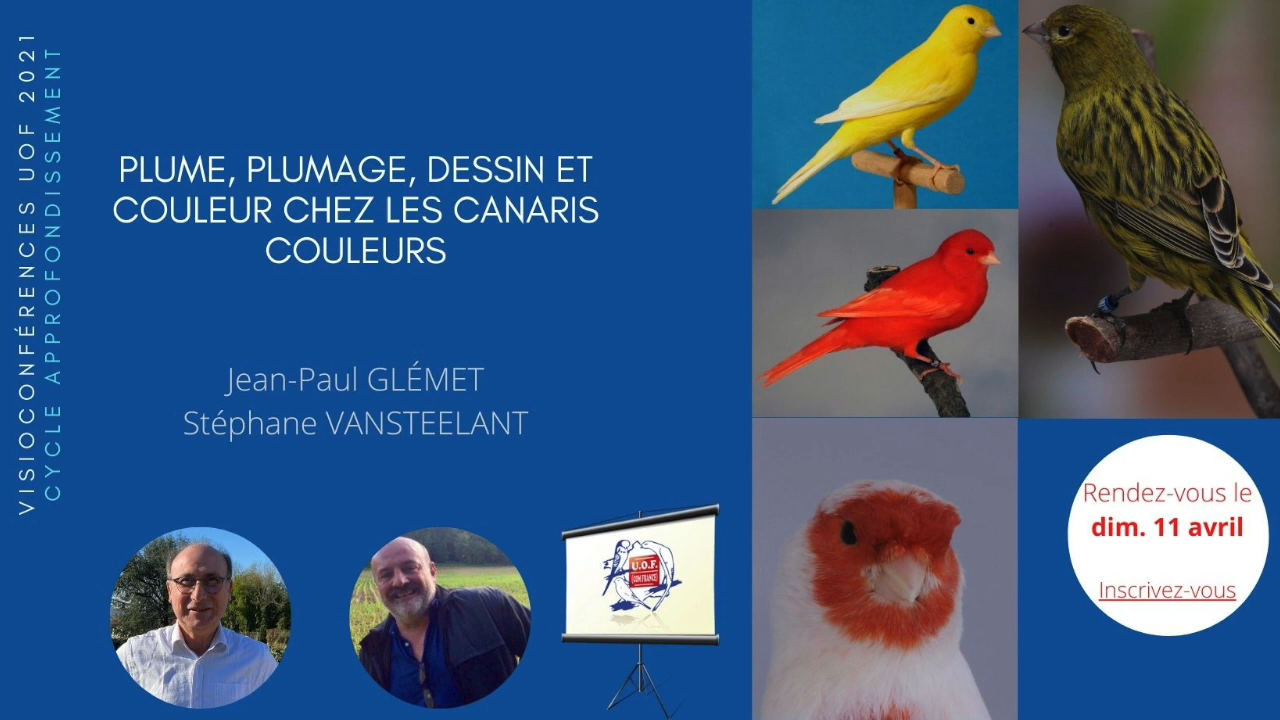 VISIOCONFÉRENCES UOF 2021
CYCLE APPROFONDISSEMENT
PLUME, PLUMAGE, DESSIN ET
COULEUR CHEZ LES CANARIS
COULEURS
Jean-Paul GLÉMET
Stéphane VANSTEELANT
U.O.F.
COM FRANCE
Rendez-vous le
dim. 11 avril
Inscrivez-vous